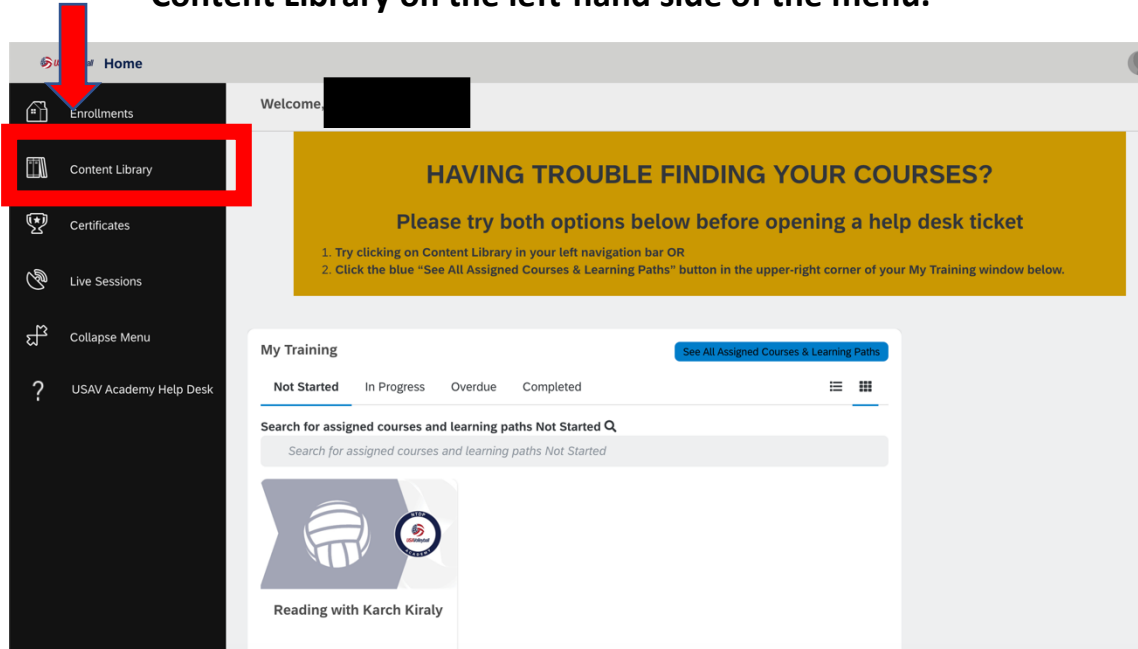 Content Library on the left-hand side of the menu.
Home
Enrollments
Content Library
Certificates
Live Sessions
Collapse Menu
? USAV Academy Help Desk
Welcome,
HAVING TROUBLE FINDING YOUR COURSES?
Please try both options below before opening a help desk ticket
1. Try clicking on Content Library in your left navigation bar OR
2. Click the blue “See All Assigned Courses & Learning Paths” button in the upper-right corner of your My Training window below.
My Training
See All Assigned Courses & Learning Paths
Not Started In Progress Overdue Completed
Search for assigned courses and learning paths Not Started
Search for assigned courses and learning paths Not Started
USAVolleyball
ACADEMY
Reading with Karch Kiraly